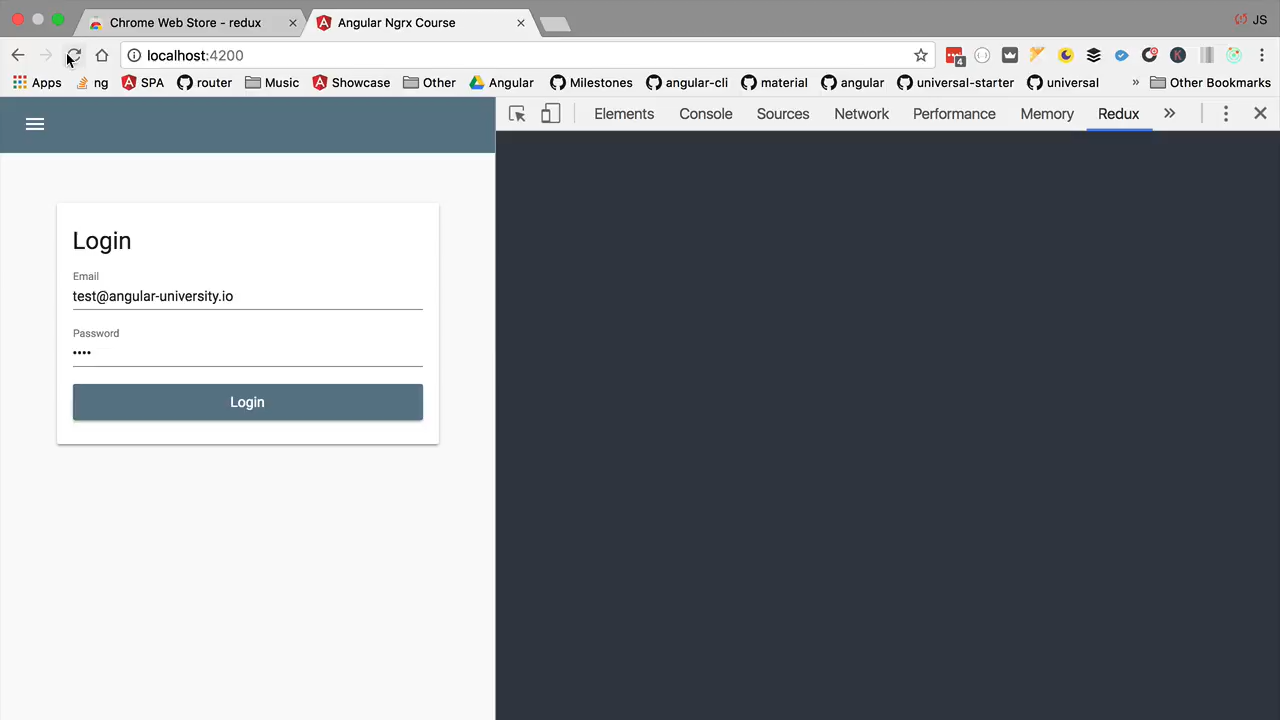 Chrome Web Store - redux
Angular Ngrx Course
JS
localhost:4200
4
K
Apps ng SPA router Music Showcase Other Angular Milestones angular-cli material angular universal-starter universal » Other Bookmarks
Elements Console Sources Network Performance Memory Redux »
Login
Email
test@angular-university.io
Password
••••
Login